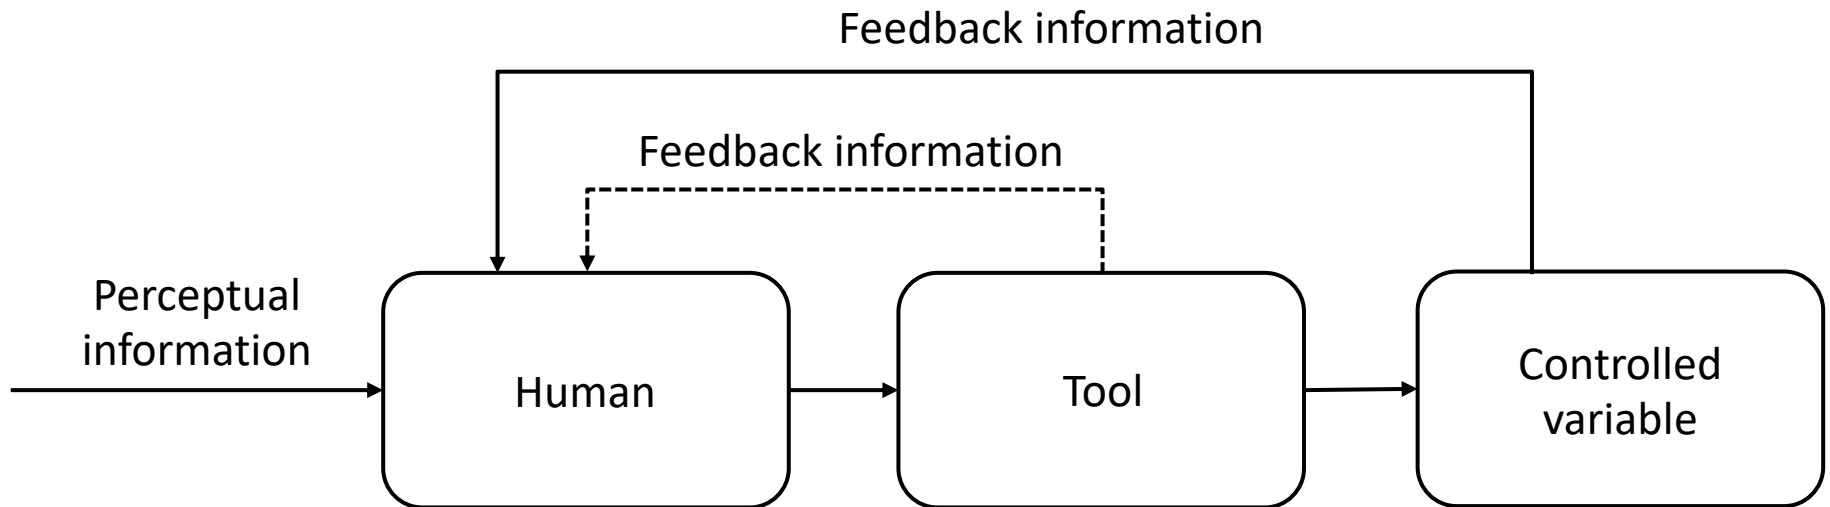 Feedback information
Feedback information
Perceptual
information
Human
Tool
Controlled
variable